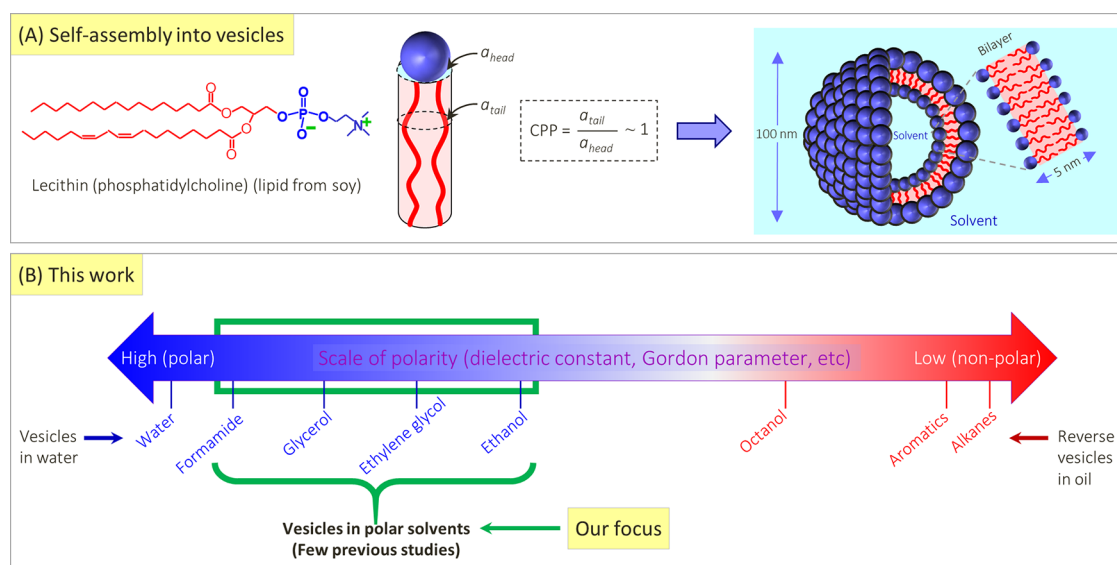 (A) Self-assembly into vesicles
O
O
O
O
O
P
O
O
O
−
N
+
Lecithin (phosphatidylcholine) (lipid from soy)
a_head
a_tail
CPP = a_tail / a_head ~ 1
100 nm
Solvent
Bilayer
5 nm
Solvent
(B) This work
High (polar)
Scale of polarity (dielectric constant, Gordon parameter, etc)
Low (non-polar)
Water
Formamide
Glycerol
Ethylene glycol
Ethanol
Octanol
Aromatics
Alkanes
Vesicles
in water
Reverse
vesicles
in oil
Vesicles in polar solvents
(Few previous studies)
Our focus